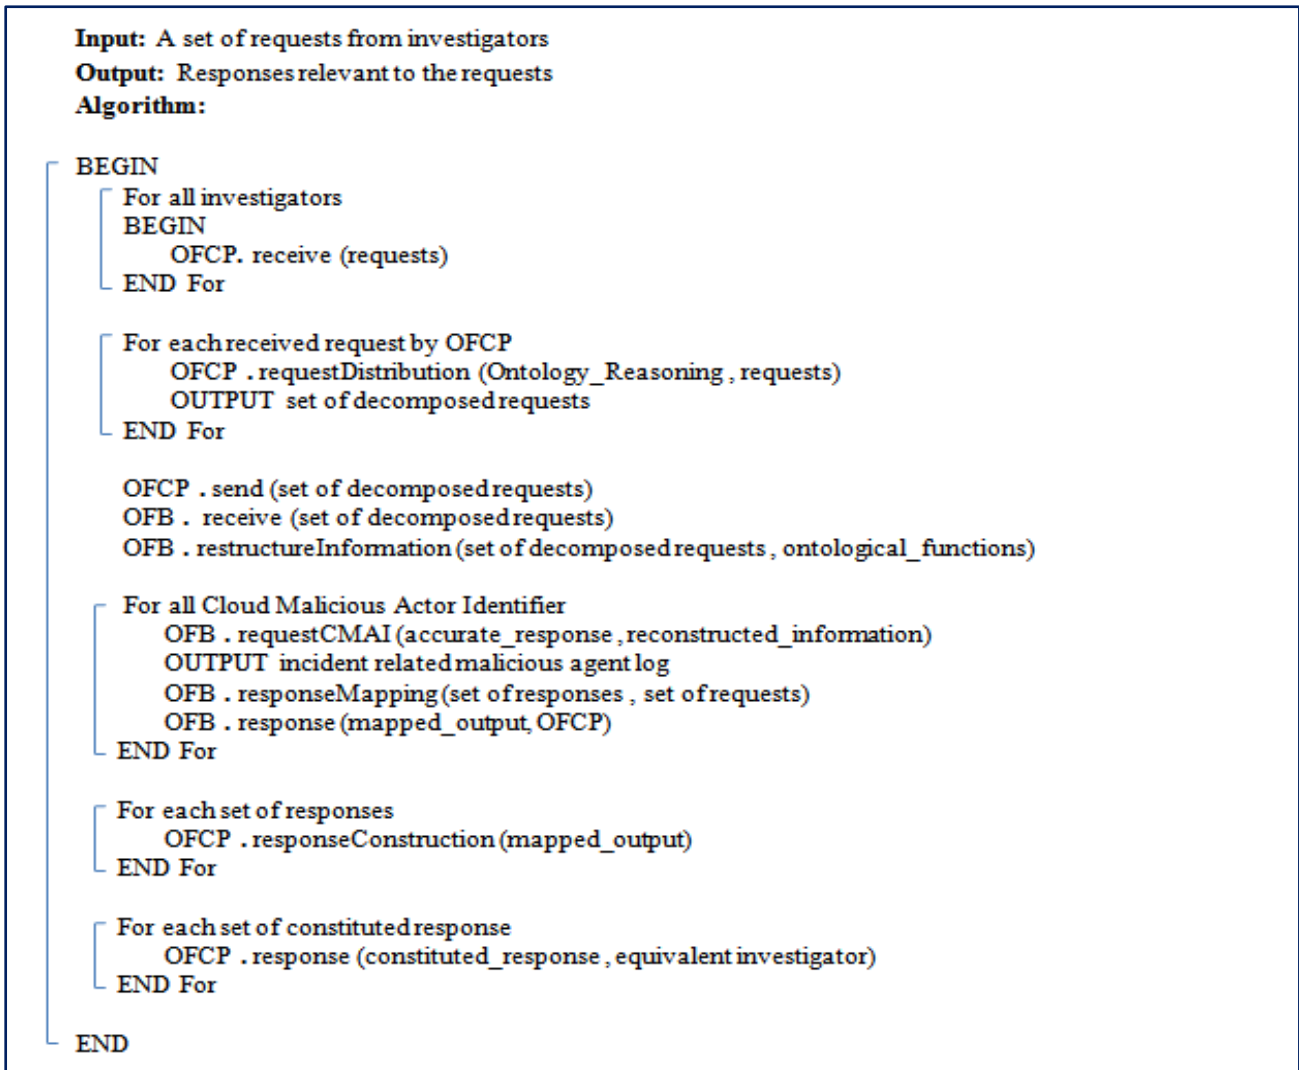 Input: A set of requests from investigators
Output: Responses relevant to the requests
Algorithm:
BEGIN
For all investigators
BEGIN
OFCP. receive (requests)
END For
For each received request by OFCP
OFCP . requestDistribution (Ontology_Reasoning , requests)
OUTPUT set of decomposed requests
END For
OFCP . send (set of decomposed requests)
OFB . receive (set of decomposed requests)
OFB . restructureInformation (set of decomposed requests , ontological_functions)
For all Cloud Malicious Actor Identifier
OFB . requestCMAI (accurate_response , reconstructed_information)
OUTPUT incident related malicious agent log
OFB . responseMapping (set of responses , set of requests)
OFB . response (mapped_output, OFCP)
END For
For each set of responses
OFCP . responseConstruction (mapped_output)
END For
For each set of constituted response
OFCP . response (constituted_response , equivalent investigator)
END For
END